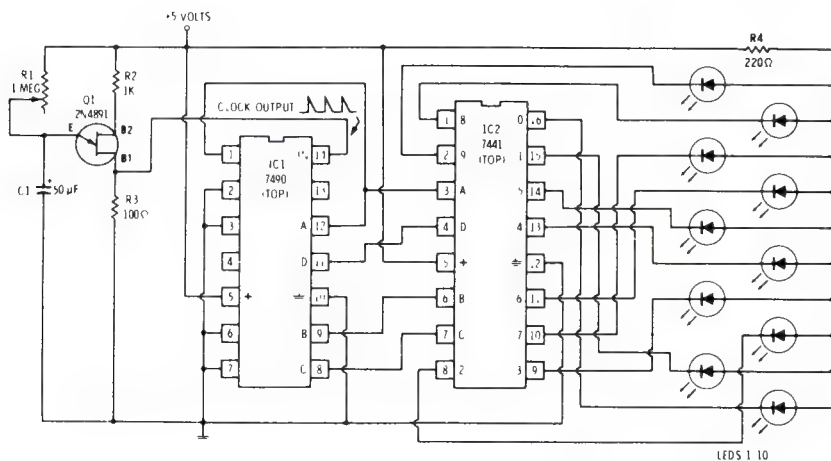 +5 VOLTS
R1
1 MEG
R2
1K
Q1
2N4891
E
B2
B1
C1
+
50 µF
R3
100Ω
CLOCK OUTPUT
R4
220Ω
IC1
7490
(TOP)
1
2
3
4
5 +
6
7
14
13
12 A
11 D
10
9 B
8 C
IC2
7441
(TOP)
1 8
2 9
3 A
4 D
5 +
6 B
7 C
8 2
16 0
15 1
14 5
13 4
12
11 6
10 7
9 3
LEDS 1-10